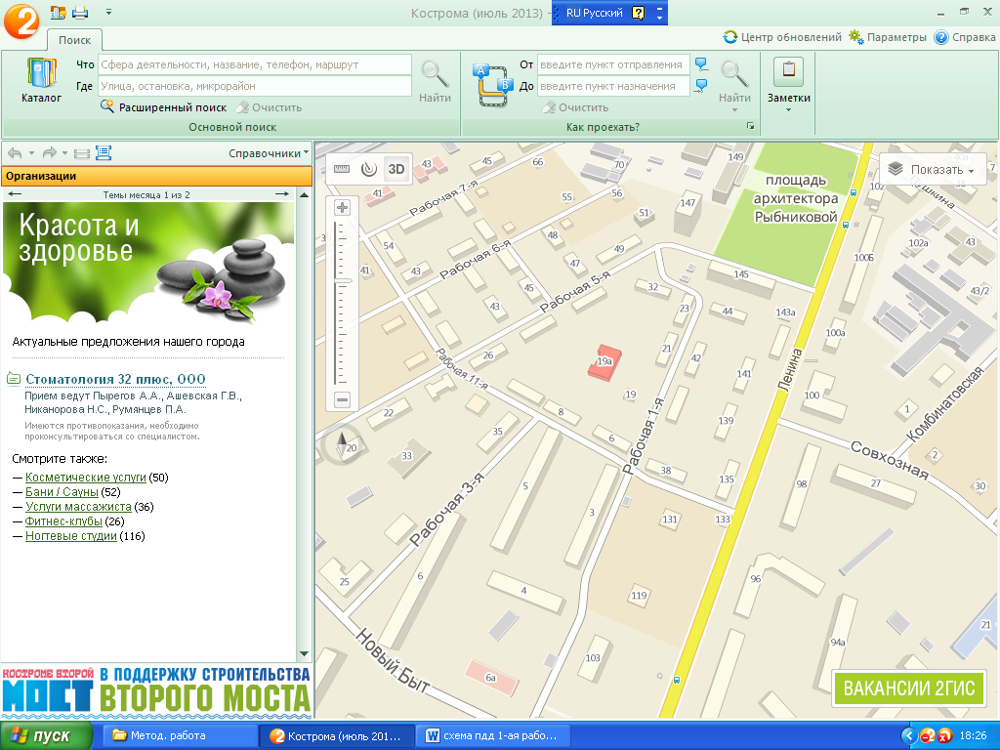 Кострома (июль 2013) -
RU Русский
Поиск
Центр обновлений Параметры Справка
Каталог
Что Сфера деятельности, название, телефон, маршрут
Где Улица, остановка, микрорайон
Расширенный поиск Очистить
Найти
Основной поиск
От введите пункт отправления
До введите пункт назначения
Очистить
Найти
Как проехать?
Заметки
Справочники
Организации
Темы месяца 1 из 2
Красота и
здоровье
Актуальные предложения нашего города
Стоматология 32 плюс, ООО
Прием ведут Пырегов А.А., Ашевская Г.В.,
Никанорова Н.С., Румянцев П.А.
Имеются противопоказания, необходимо
проконсультироваться со специалистом.
Смотрите также:
— Косметические услуги (50)
— Бани / Сауны (52)
— Услуги массажиста (36)
— Фитнес-клубы (26)
— Ногтевые студии (116)
КОСТРОМЕ ВТОРОЙ
МОСТ
В ПОДДЕРЖКУ СТРОИТЕЛЬСТВА
ВТОРОГО МОСТА
3D
Показать
площадь
архитектора
Рыбниковой
Рабочая 7-я
Рабочая 6-я
Рабочая 5-я
Рабочая 11-я
Рабочая 1-я
Рабочая 3-я
Новый Быт
Ленина
Совхозная
Комбинатовская
43
45
66
70
149
41
55
56
51
147
54
48
49
43
41
47
45
43
32
145
23
44
143а
100Б
102а
43
43/2
100а
26
19а
21
42
141
19
100
1
22
8
139
35
6
20
33
38
135
2
98
27
30
5
3
131
133
25
6
4
119
96
94а
21
103
6а
ВАКАНСИИ 2ГИС
пуск
Метод. работа
Кострома (июль 201...
схема пдд 1-ая рабо...
18:26